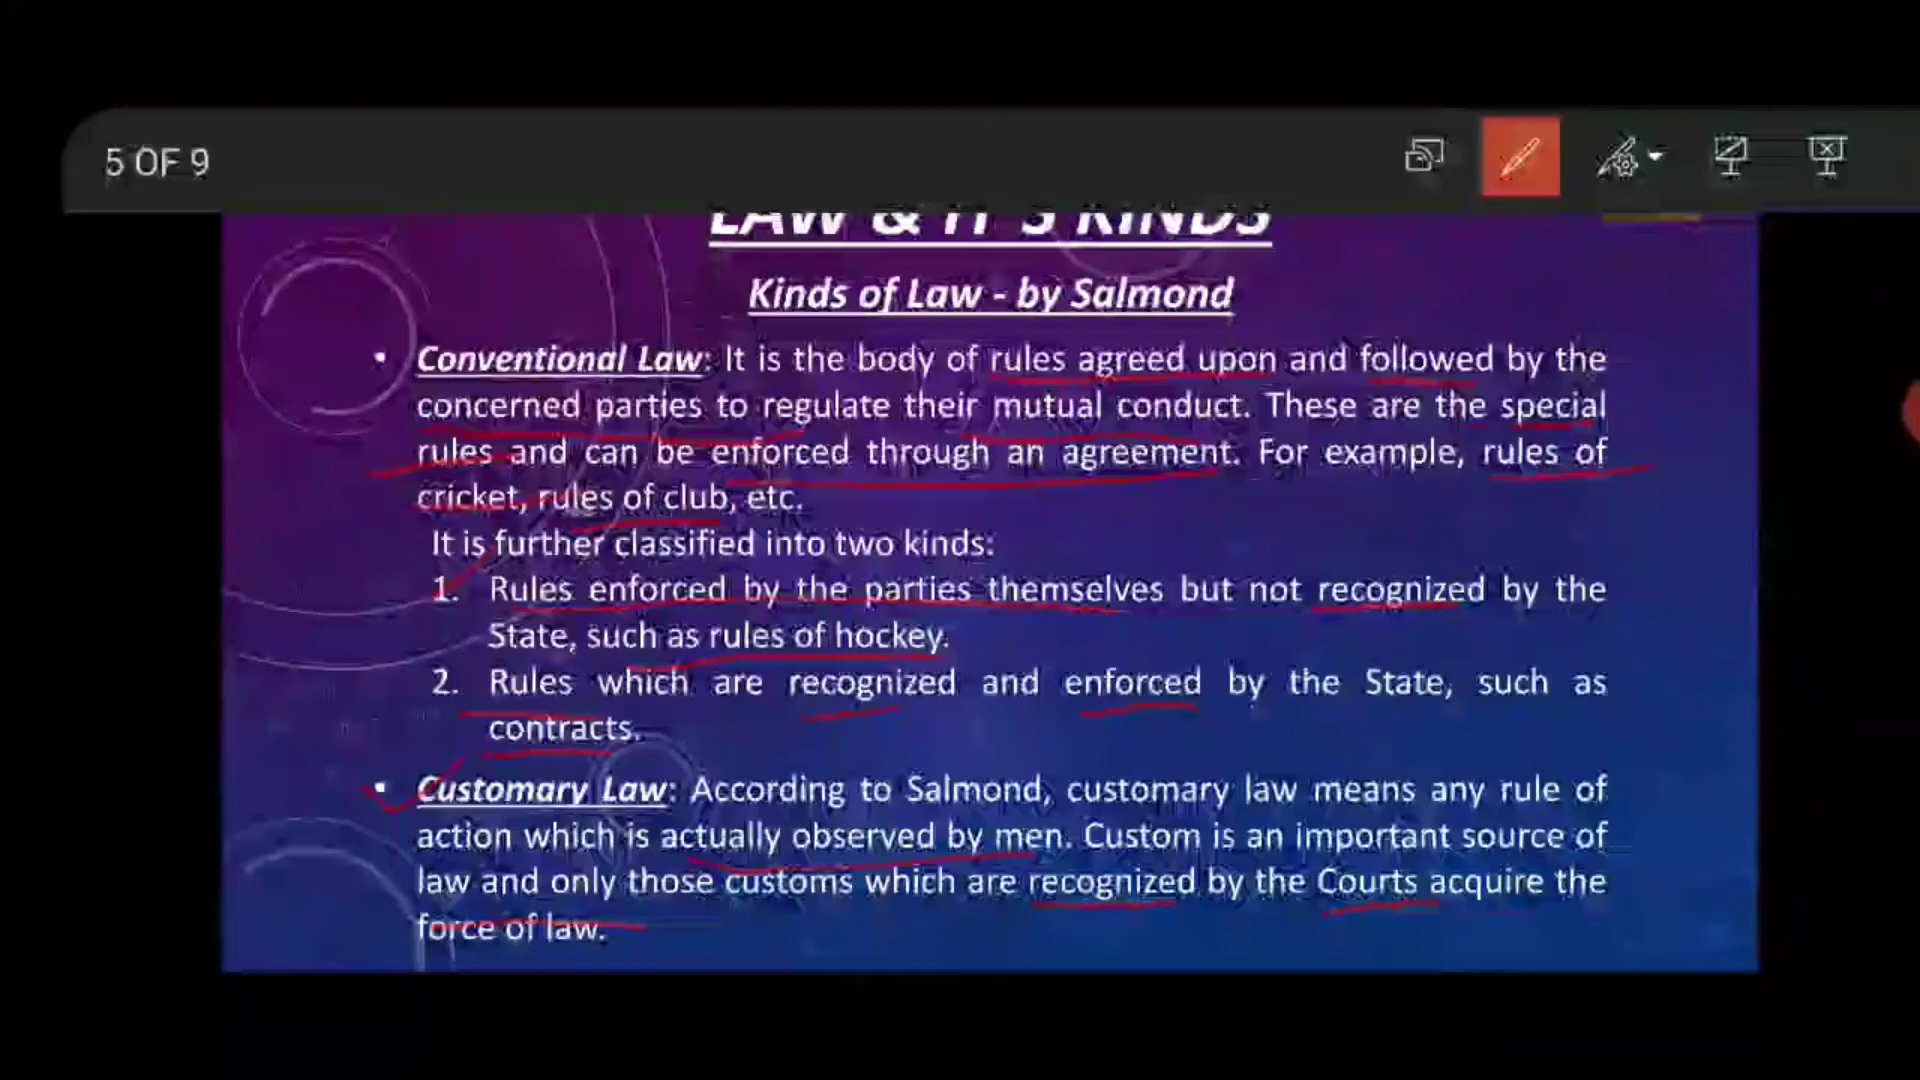 5 OF 9
LAW & IT'S KINDS
Kinds of Law - by Salmond
• Conventional Law: It is the body of rules agreed upon and followed by the
concerned parties to regulate their mutual conduct. These are the special
rules and can be enforced through an agreement. For example, rules of
cricket, rules of club, etc.
It is further classified into two kinds:
1. Rules enforced by the parties themselves but not recognized by the
State, such as rules of hockey.
2. Rules which are recognized and enforced by the State, such as
contracts.
• Customary Law: According to Salmond, customary law means any rule of
action which is actually observed by men. Custom is an important source of
law and only those customs which are recognized by the Courts acquire the
force of law.